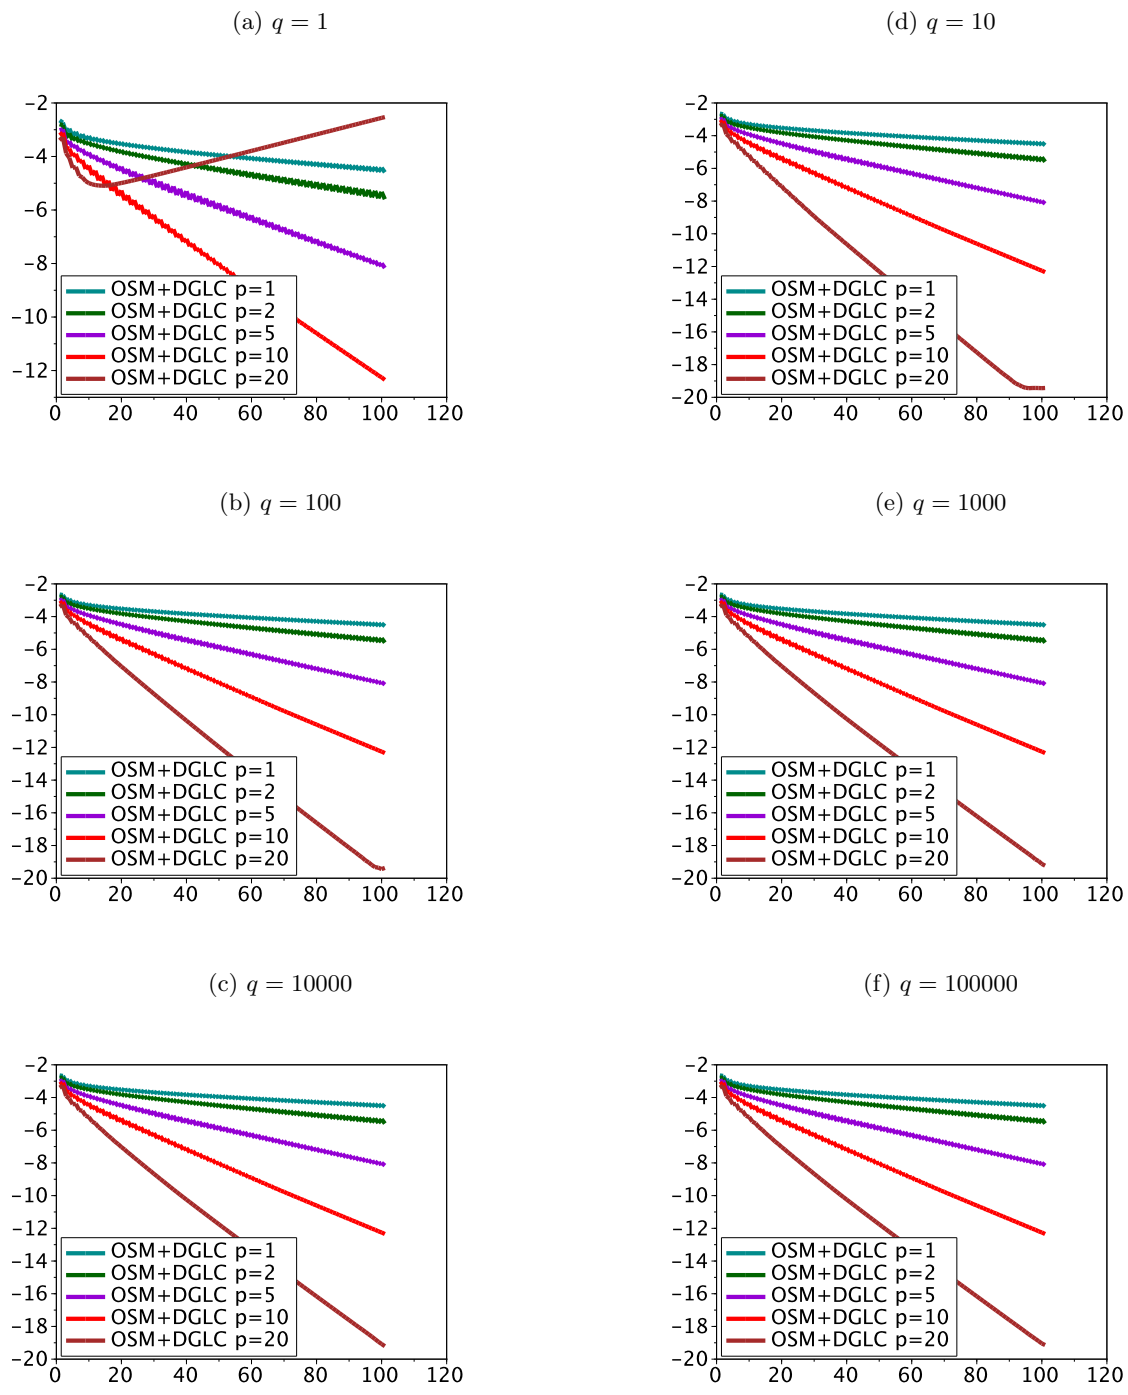 (a) q = 1
−2
−4
−6
−8
−10
−12
0 20 40 60 80 100 120
OSM+DGLC p=1
OSM+DGLC p=2
OSM+DGLC p=5
OSM+DGLC p=10
OSM+DGLC p=20
(d) q = 10
−2
−4
−6
−8
−10
−12
−14
−16
−18
−20
0 20 40 60 80 100 120
OSM+DGLC p=1
OSM+DGLC p=2
OSM+DGLC p=5
OSM+DGLC p=10
OSM+DGLC p=20
(b) q = 100
−2
−4
−6
−8
−10
−12
−14
−16
−18
−20
0 20 40 60 80 100 120
OSM+DGLC p=1
OSM+DGLC p=2
OSM+DGLC p=5
OSM+DGLC p=10
OSM+DGLC p=20
(e) q = 1000
−2
−4
−6
−8
−10
−12
−14
−16
−18
−20
0 20 40 60 80 100 120
OSM+DGLC p=1
OSM+DGLC p=2
OSM+DGLC p=5
OSM+DGLC p=10
OSM+DGLC p=20
(c) q = 10000
−2
−4
−6
−8
−10
−12
−14
−16
−18
−20
0 20 40 60 80 100 120
OSM+DGLC p=1
OSM+DGLC p=2
OSM+DGLC p=5
OSM+DGLC p=10
OSM+DGLC p=20
(f) q = 100000
−2
−4
−6
−8
−10
−12
−14
−16
−18
−20
0 20 40 60 80 100 120
OSM+DGLC p=1
OSM+DGLC p=2
OSM+DGLC p=5
OSM+DGLC p=10
OSM+DGLC p=20